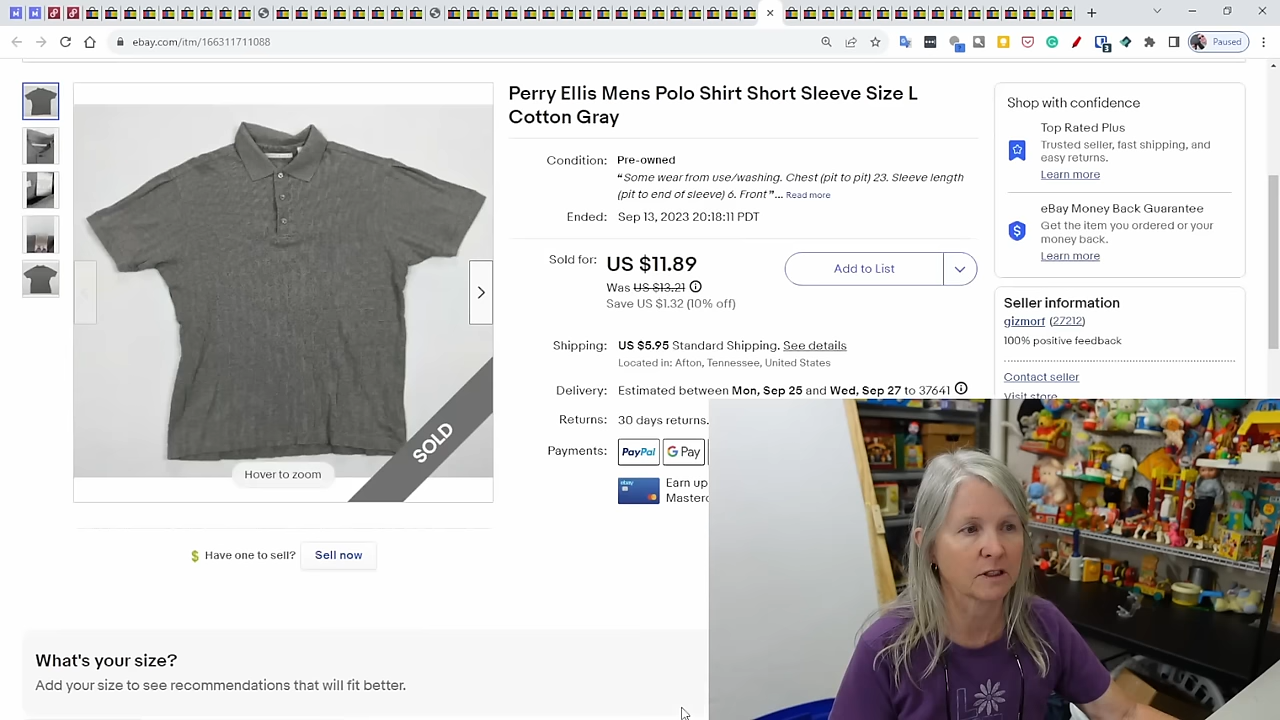 ebay.com/itm/166311711088
Paused
Perry Ellis Mens Polo Shirt Short Sleeve Size L
Cotton Gray
Condition: Pre-owned
“Some wear from use/washing. Chest (pit to pit) 23. Sleeve length
(pit to end of sleeve) 6. Front”... Read more
Ended: Sep 13, 2023 20:18:11 PDT
Sold for: US $11.89
Was US $13.21
Save US $1.32 (10% off)
Add to List
Shipping: US $5.95 Standard Shipping. See details
Located in: Afton, Tennessee, United States
Delivery: Estimated between Mon, Sep 25 and Wed, Sep 27 to 37641
Returns: 30 days returns.
Payments: PayPal G Pay
ebay Earn up
Masterc
SOLD
Hover to zoom
Have one to sell? Sell now
What's your size?
Add your size to see recommendations that will fit better.
Shop with confidence
Top Rated Plus
Trusted seller, fast shipping, and
easy returns.
Learn more
eBay Money Back Guarantee
Get the item you ordered or your
money back.
Learn more
Seller information
gizmorf (27212)
100% positive feedback
Contact seller
Visit store